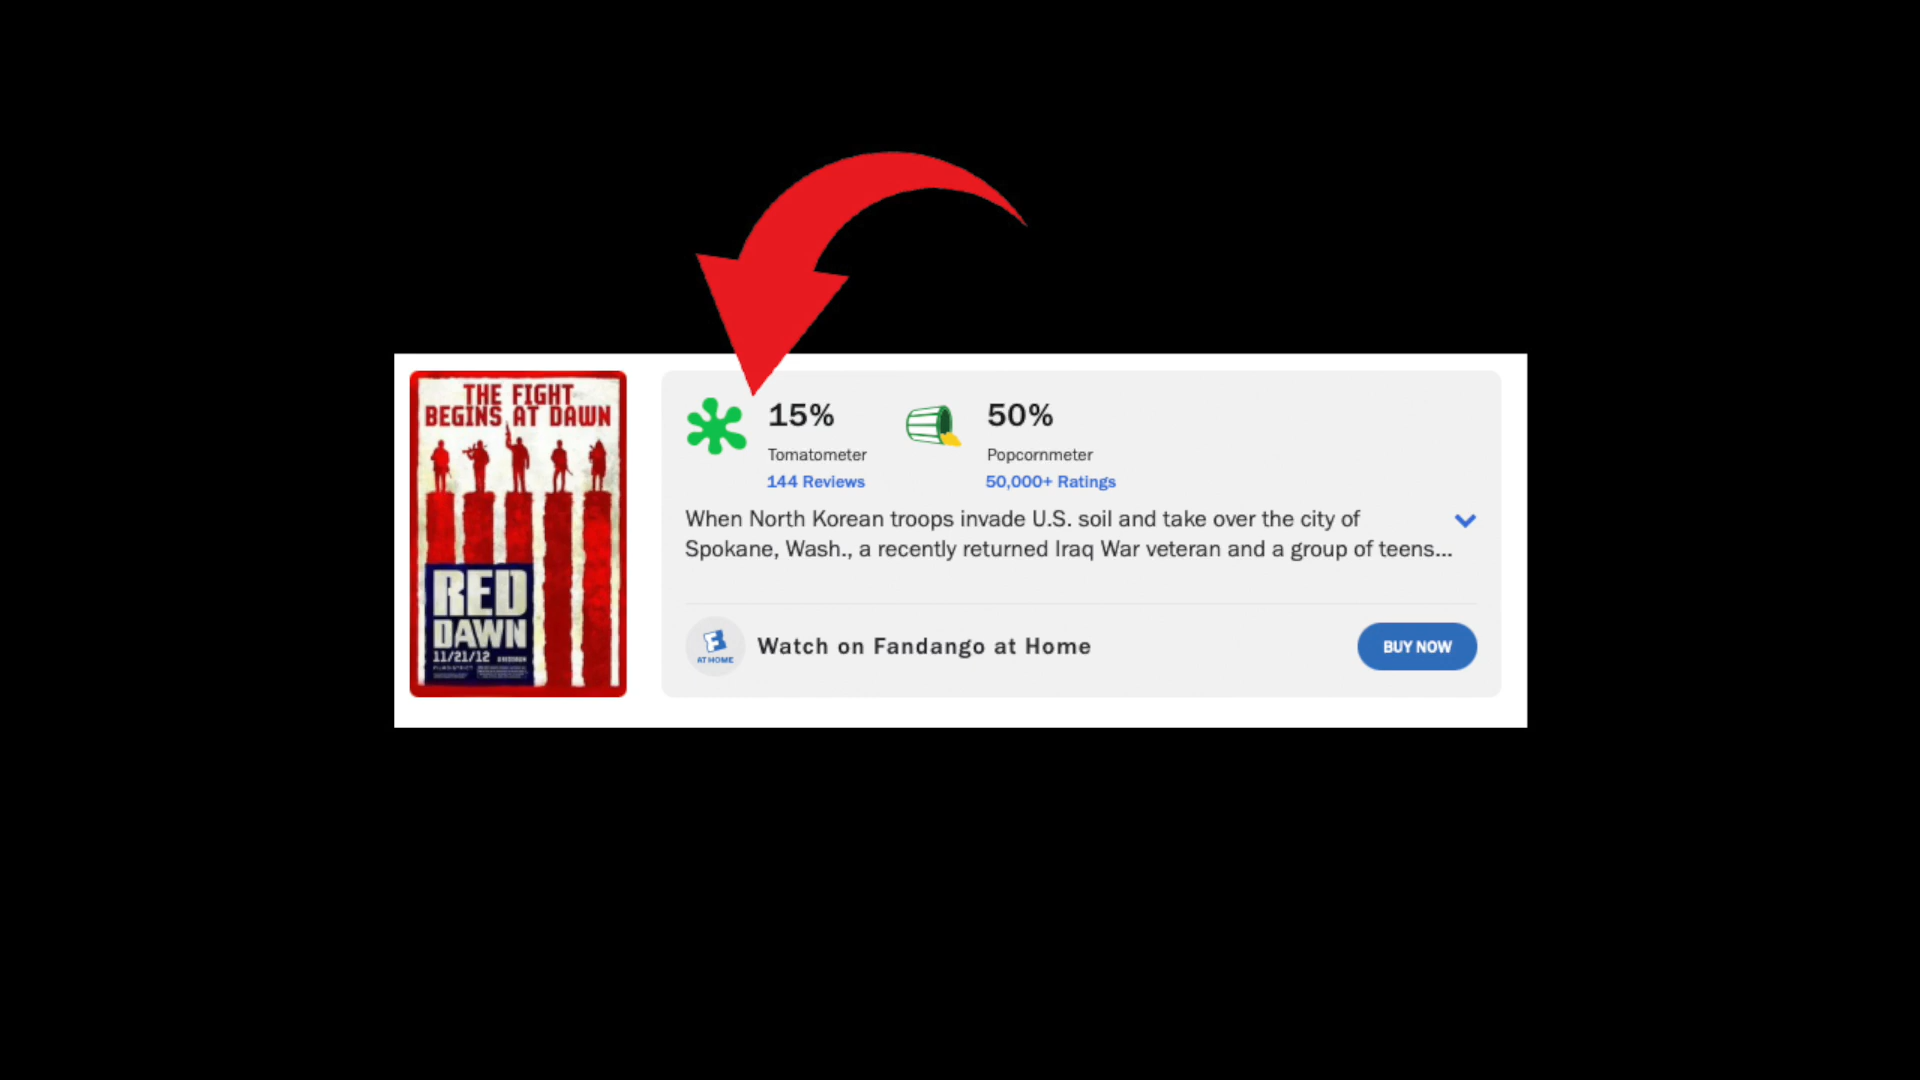 THE FIGHT
BEGINS AT DAWN
RED
DAWN
11/21/12
15%
Tomatometer
144 Reviews
50%
Popcornmeter
50,000+ Ratings
When North Korean troops invade U.S. soil and take over the city of
Spokane, Wash., a recently returned Iraq War veteran and a group of teens...
F
AT HOME
Watch on Fandango at Home
BUY NOW